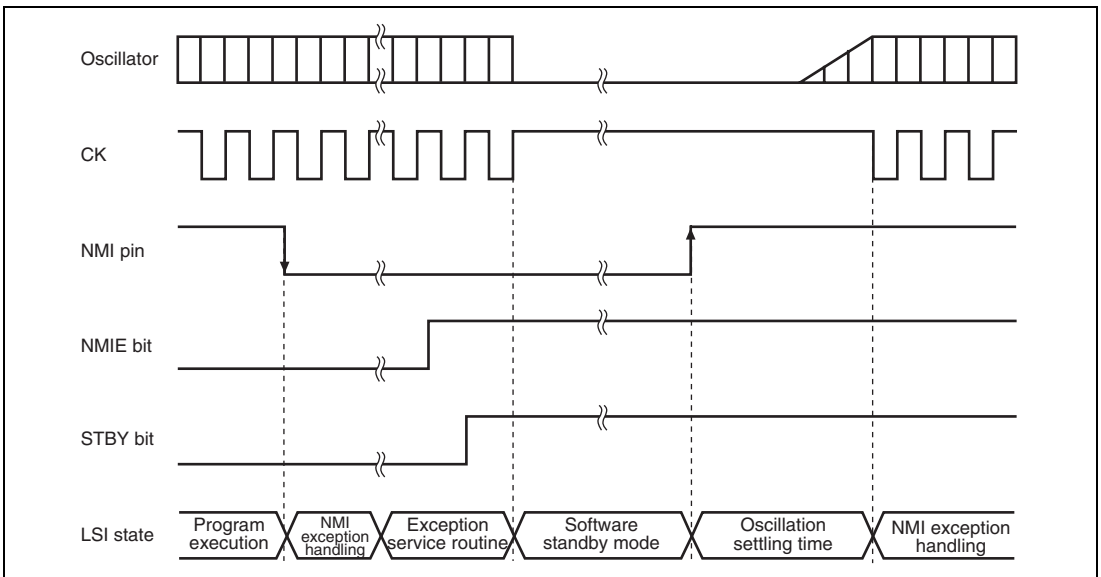 Oscillator
CK
NMI pin
NMIE bit
STBY bit
LSI state
Program
execution
NMI
exception
handling
Exception
service routine
Software
standby mode
Oscillation
settling time
NMI exception
handling